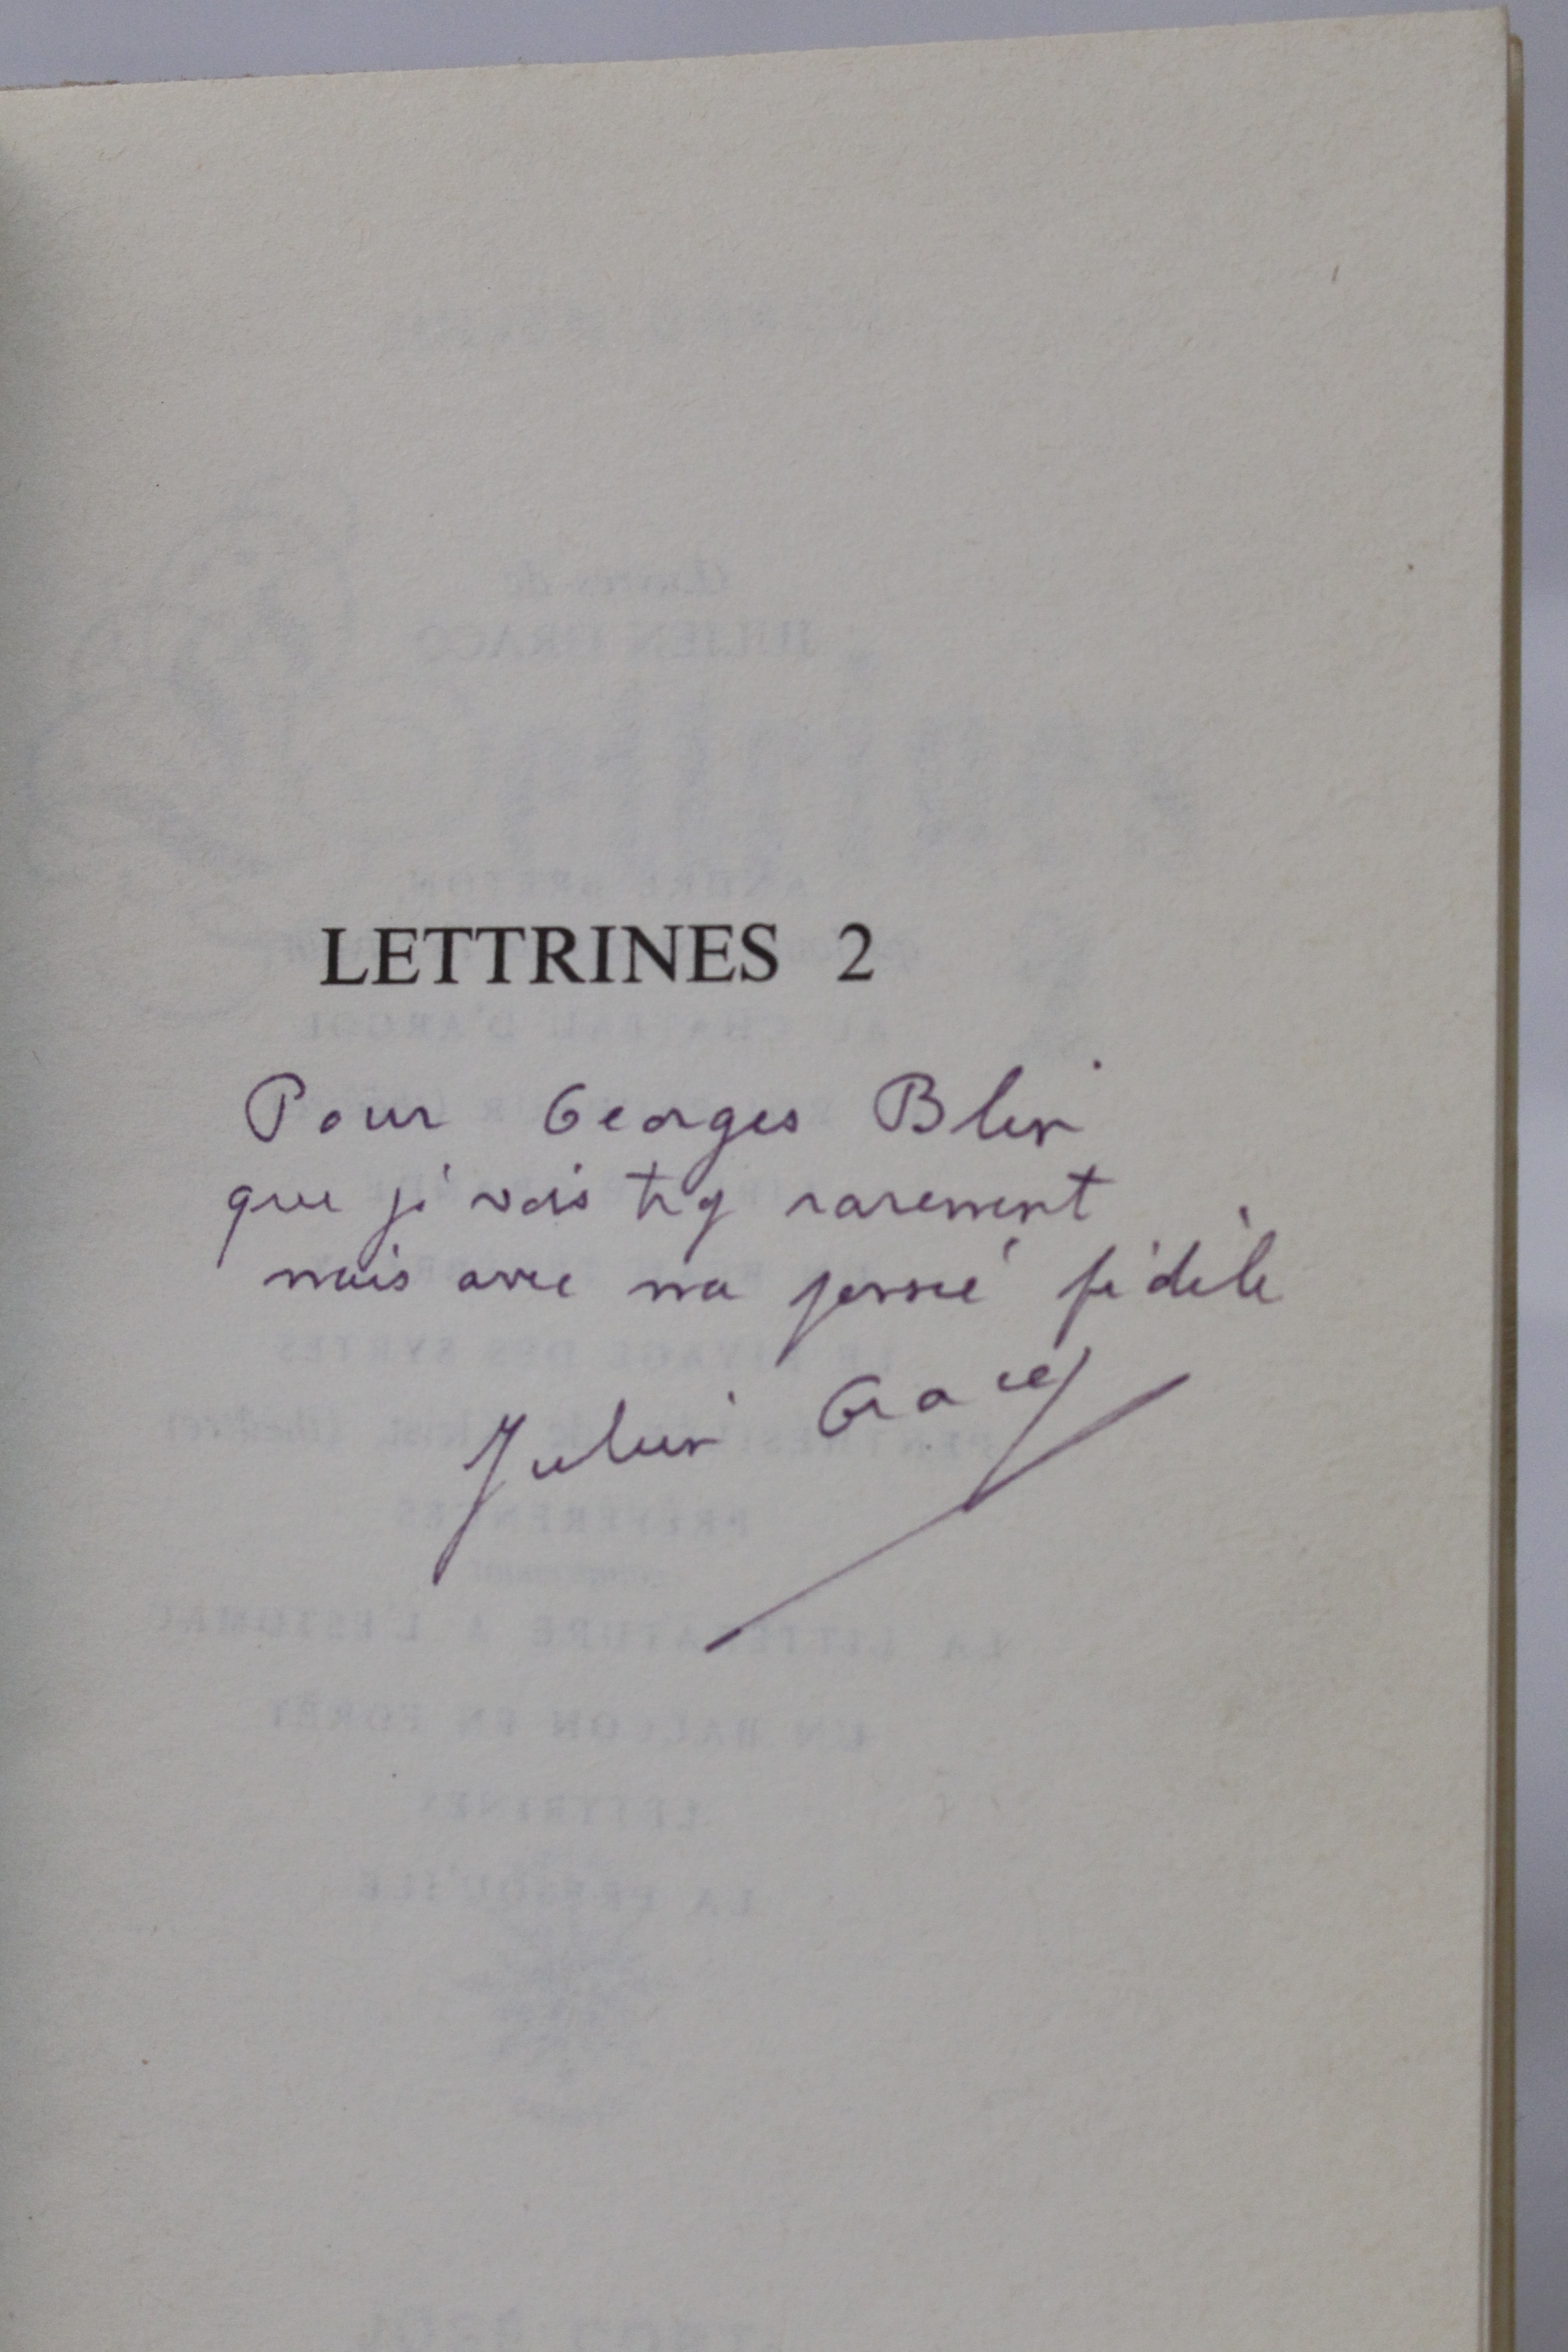 LETTRINES 2
Pour Georges Blin
que je vois trop rarement
mais avec ma pensée fidèle
Julien Gracq